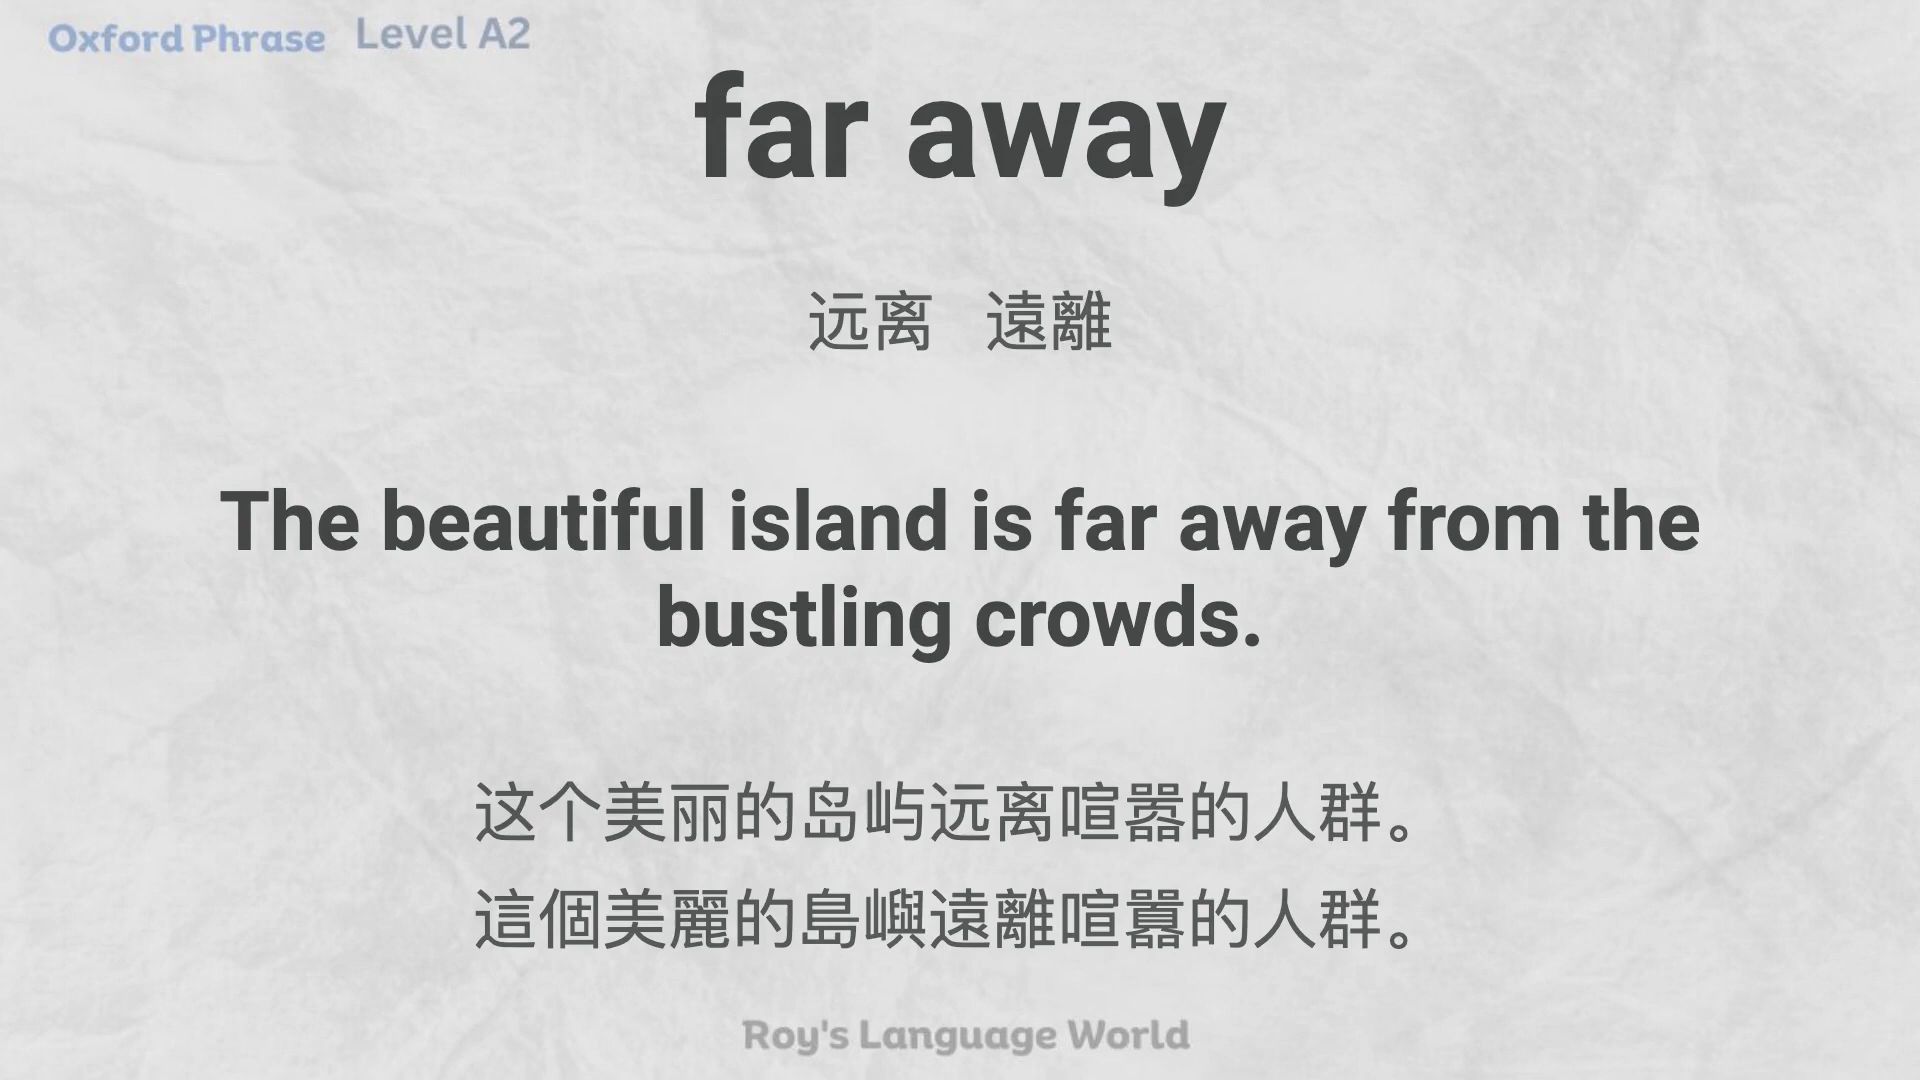 Oxford Phrase Level A2
far away
远离 遠離
The beautiful island is far away from the
bustling crowds.
这个美丽的岛屿远离喧嚣的人群。
這個美麗的島嶼遠離喧囂的人群。
Roy's Language World